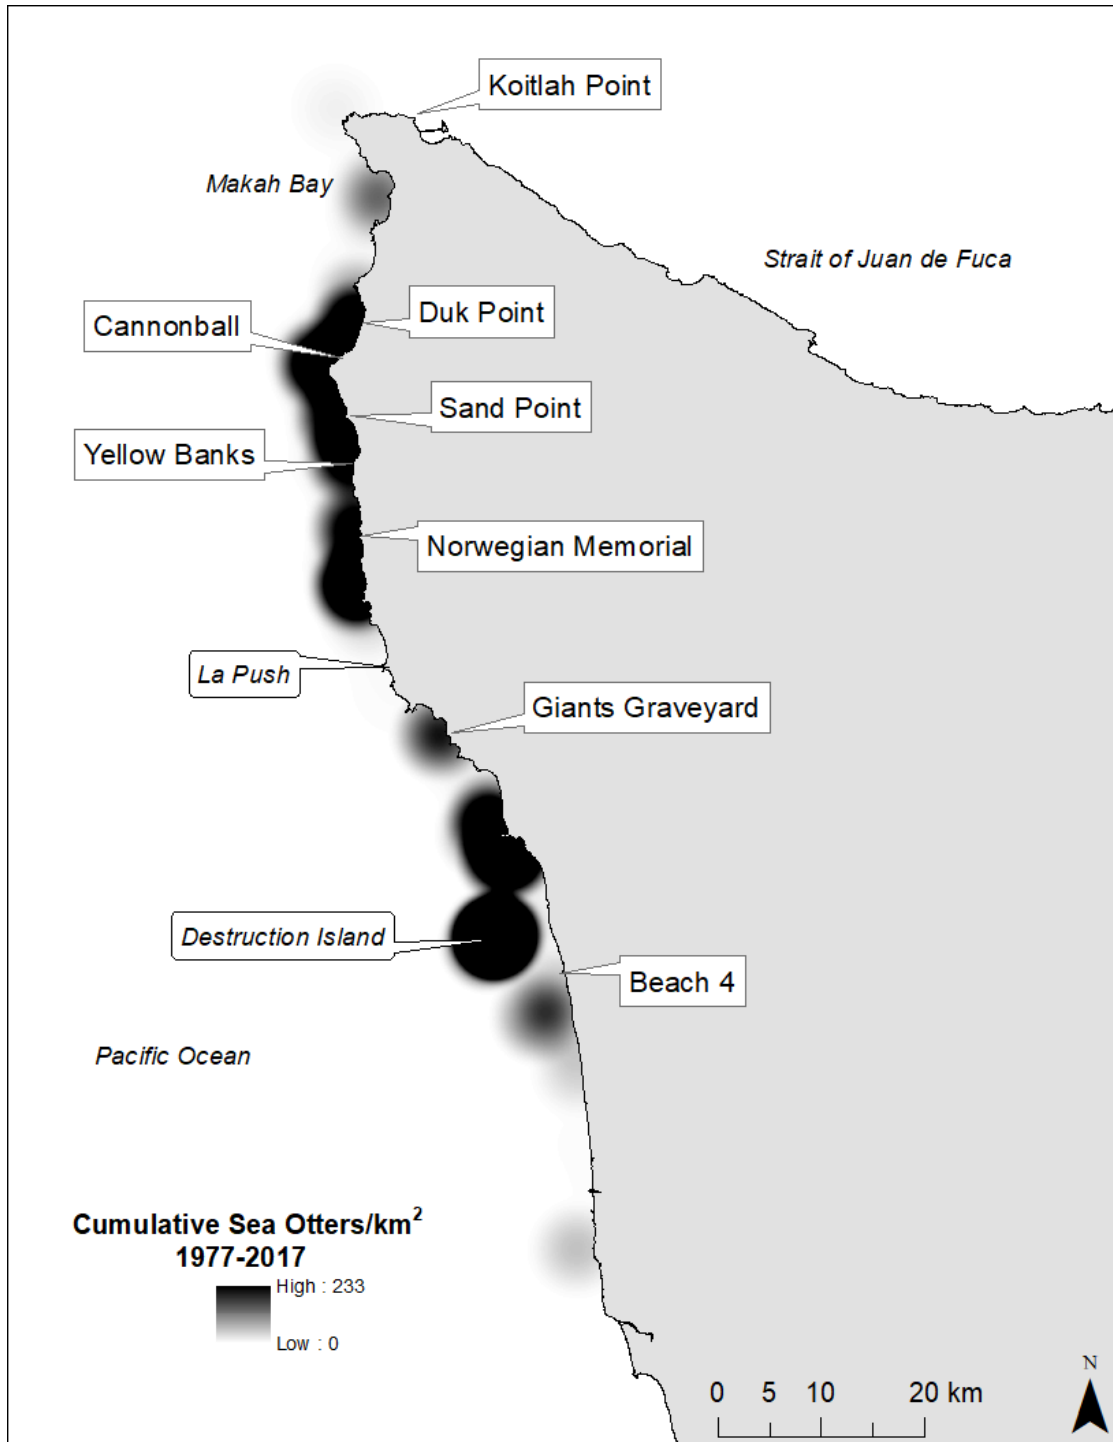 Koitlah Point
Makah Bay
Strait of Juan de Fuca
Duk Point
Cannonball
Sand Point
Yellow Banks
Norwegian Memorial
La Push
Giants Graveyard
Destruction Island
Beach 4
Pacific Ocean
Cumulative Sea Otters/km²
1977-2017
High : 233
Low : 0
N
0 5 10 20 km